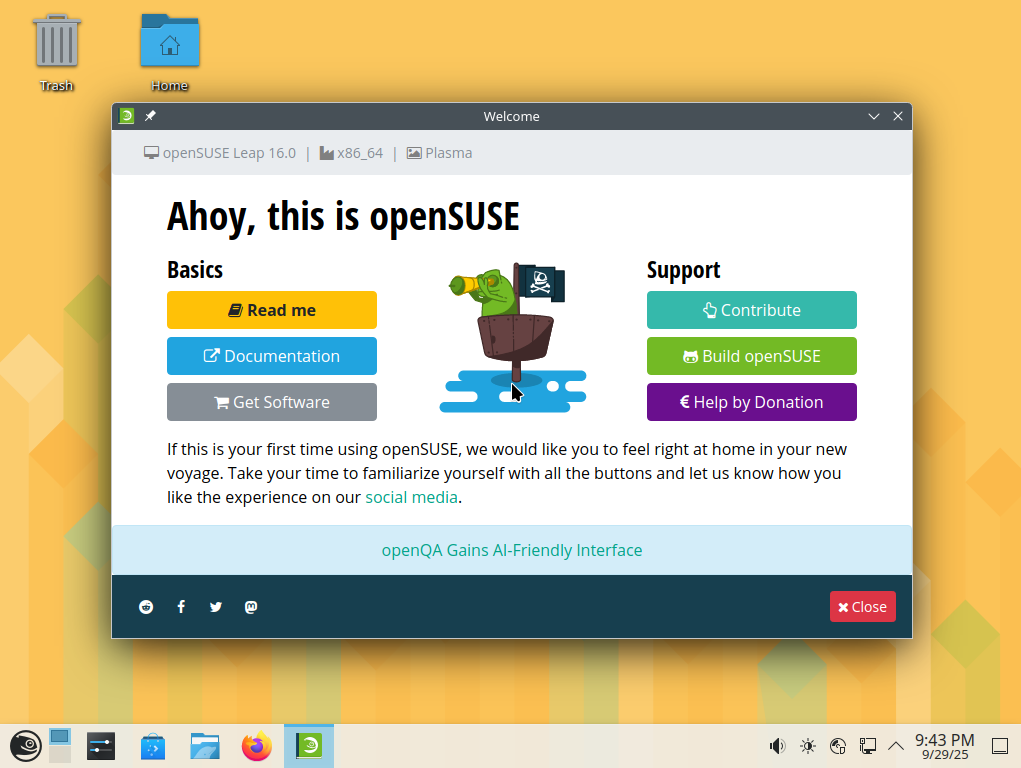 Trash
Home
Welcome
openSUSE Leap 16.0 | x86_64 | Plasma
Ahoy, this is openSUSE
Basics
Read me
Documentation
Get Software
Support
Contribute
Build openSUSE
€ Help by Donation
If this is your first time using openSUSE, we would like you to feel right at home in your new
voyage. Take your time to familiarize yourself with all the buttons and let us know how you
like the experience on our social media.
openQA Gains AI-Friendly Interface
Close
9:43 PM
9/29/25